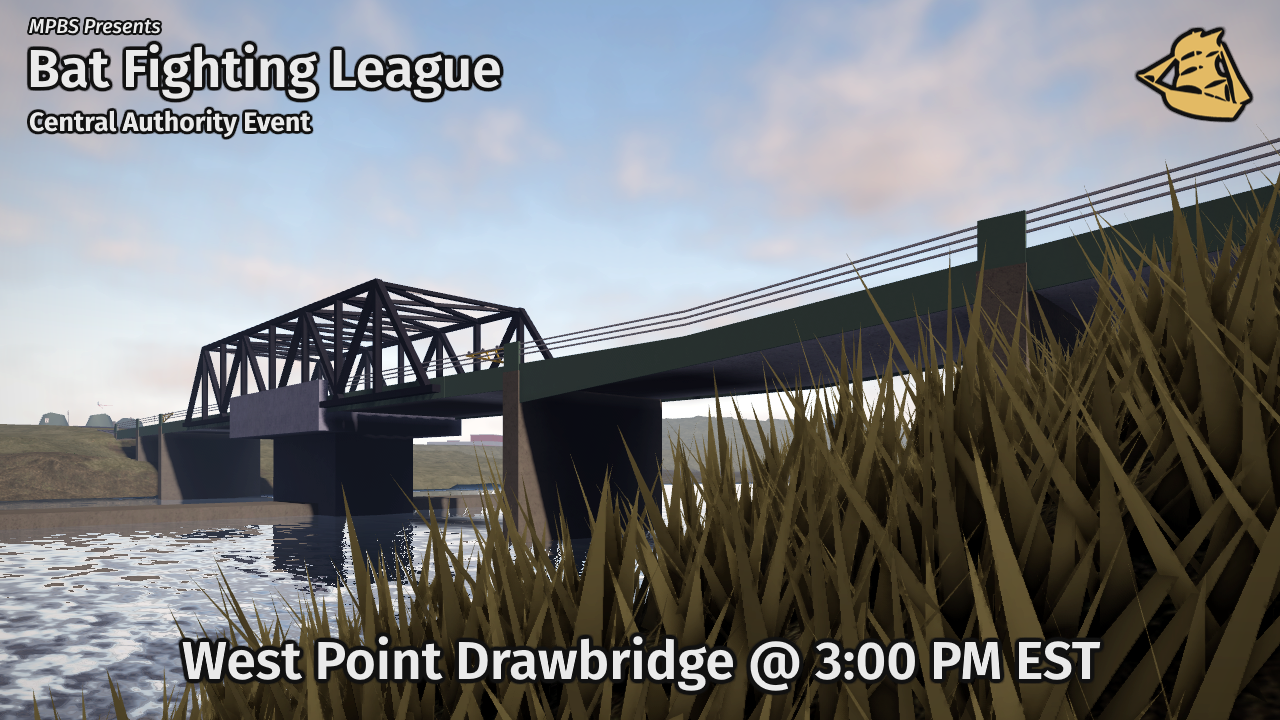 MPBS Presents
Bat Fighting League
Central Authority Event
West Point Drawbridge @ 3:00 PM EST